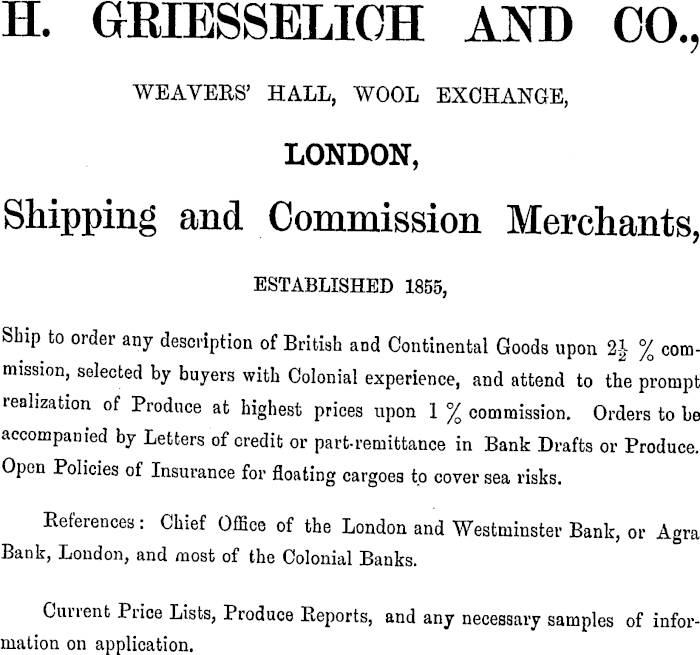 H. GRIESSELICH AND CO.,
WEAVERS' HALL, WOOL EXCHANGE,
LONDON,
Shipping and Commission Merchants,
ESTABLISHED 1855,
Ship to order any description of British and Continental Goods upon 2½ % com-
mission, selected by buyers with Colonial experience, and attend to the prompt
realization of Produce at highest prices upon 1 % commission. Orders to be
accompanied by Letters of credit or part-remittance in Bank Drafts or Produce.
Open Policies of Insurance for floating cargoes to cover sea risks.
References: Chief Office of the London and Westminster Bank, or Agra
Bank, London, and most of the Colonial Banks.
Current Price Lists, Produce Reports, and any necessary samples of infor-
mation on application.